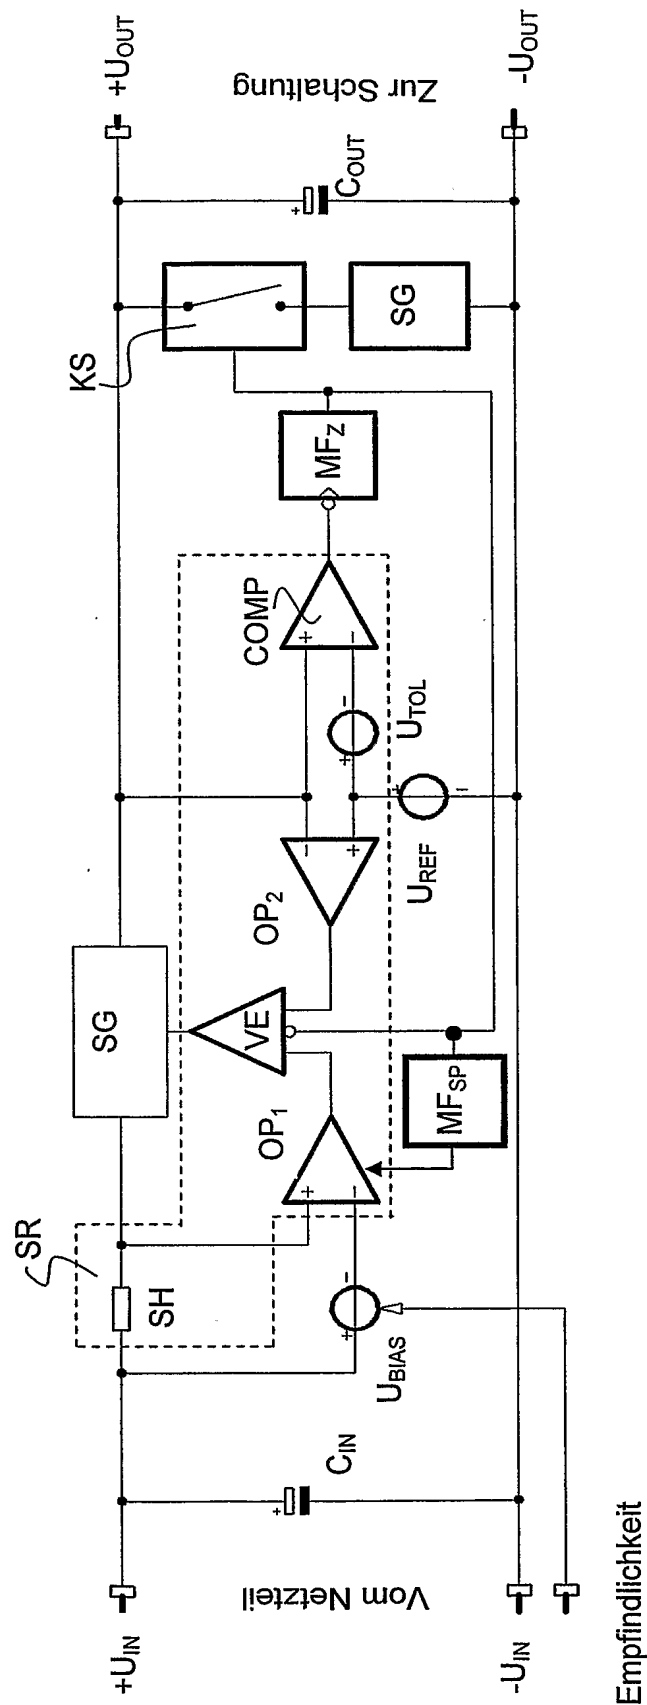 +U_IN
Vom Netzteil
-U_IN
Empfindlichkeit
C_IN
+
SR
SH
U_BIAS
+
-
OP_1
+
-
MF_SP
SG
VE
OP_2
-
+
U_REF
+
-
U_TOL
+
-
COMP
+
-
MF_Z
KS
SG
C_OUT
+
+U_OUT
Zur Schaltung
-U_OUT